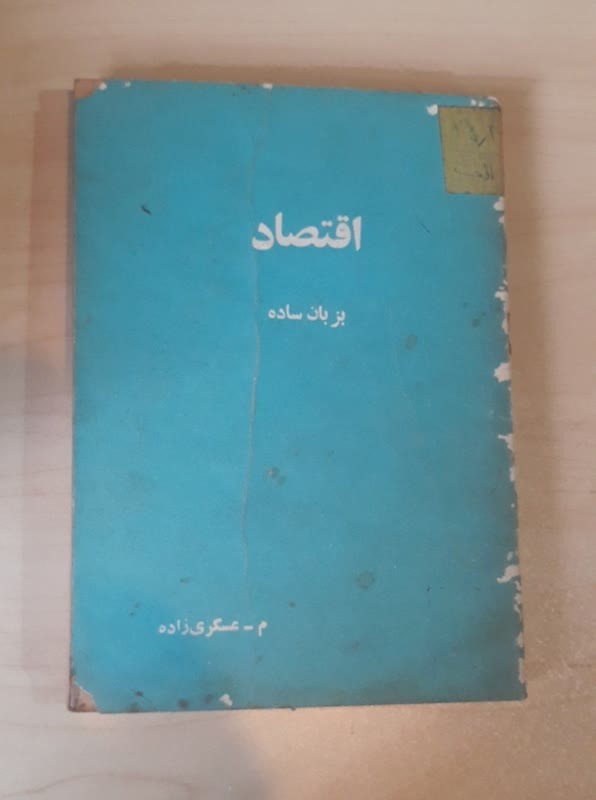 اقتصاد
بزبان ساده
م - عسگری‌زاده